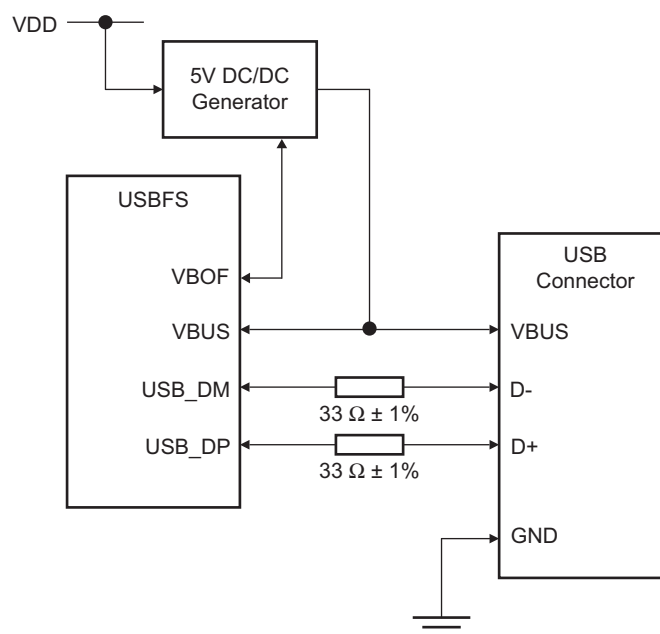 VDD
5V DC/DC
Generator
USBFS
VBOF
VBUS
USB_DM
USB_DP
33 Ω ± 1%
33 Ω ± 1%
USB
Connector
VBUS
D-
D+
GND